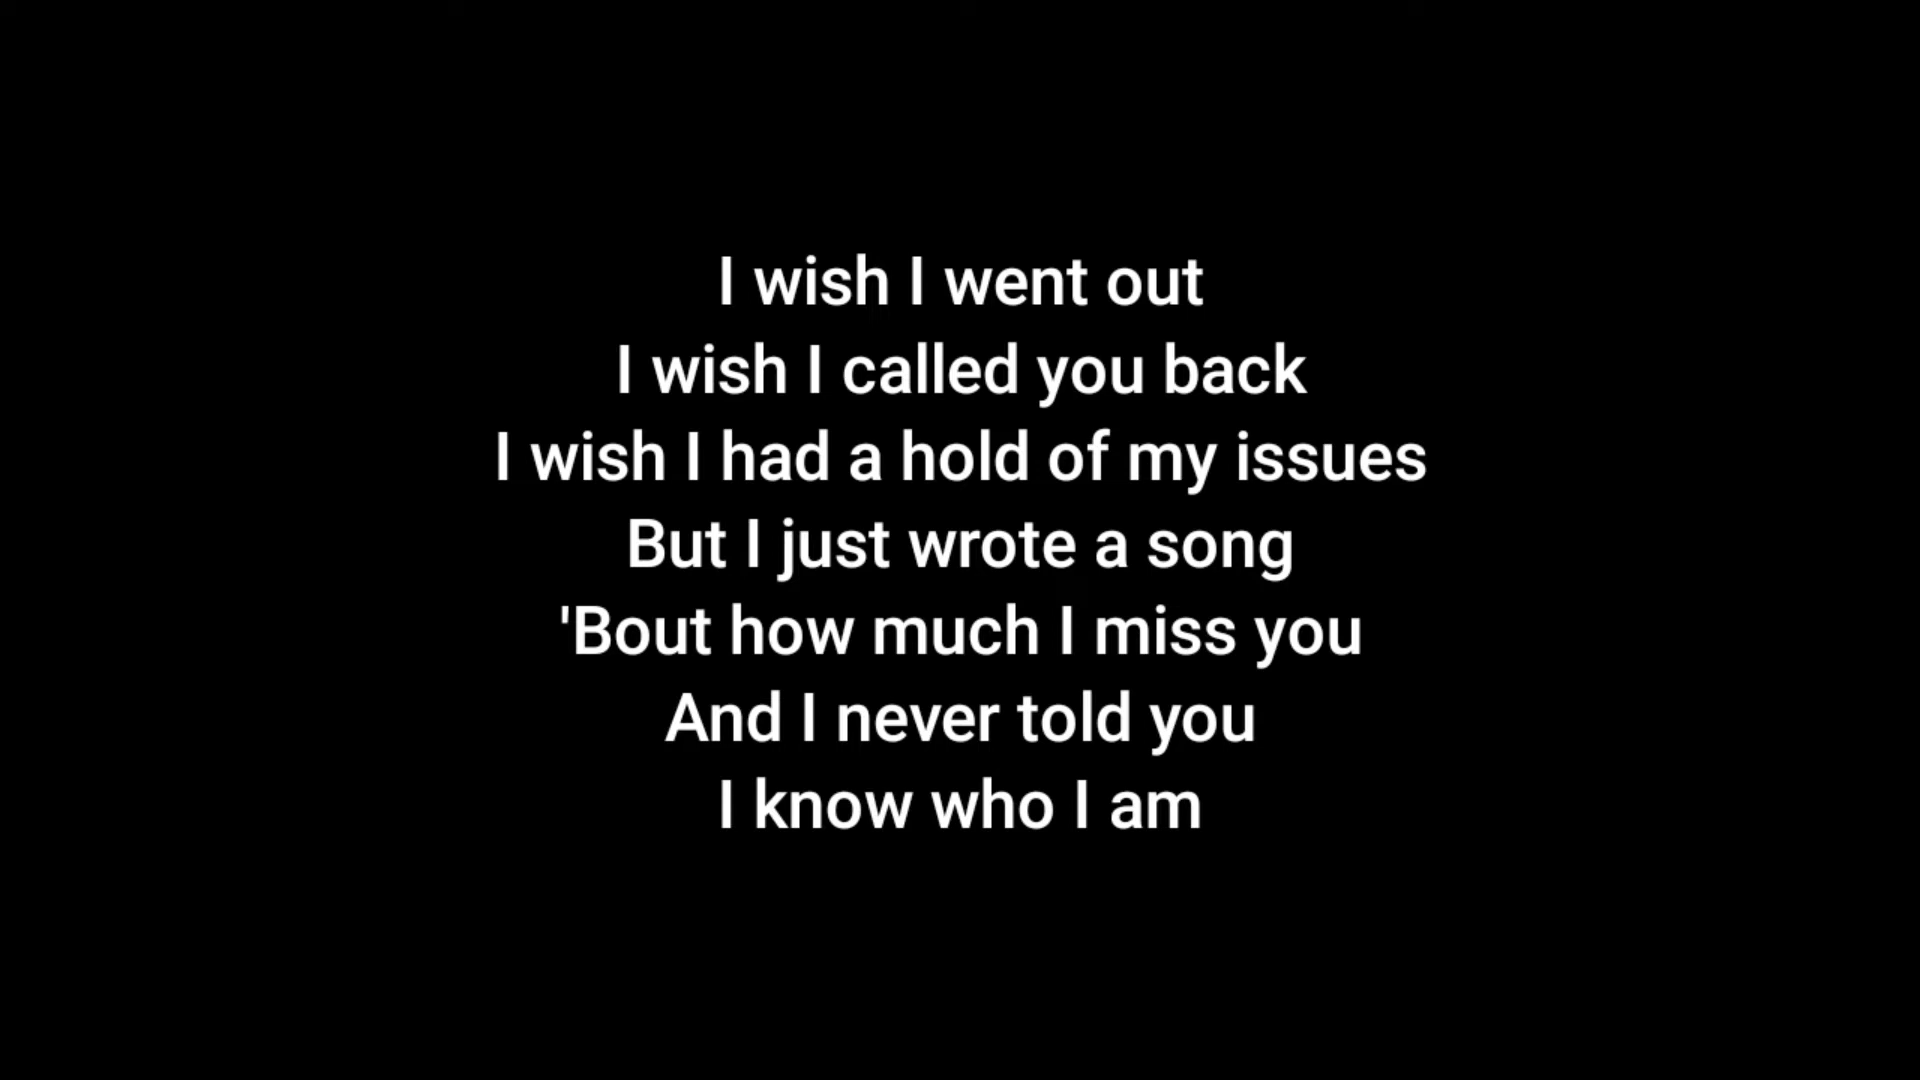 I wish I went out
I wish I called you back
I wish I had a hold of my issues
But I just wrote a song
'Bout how much I miss you
And I never told you
I know who I am